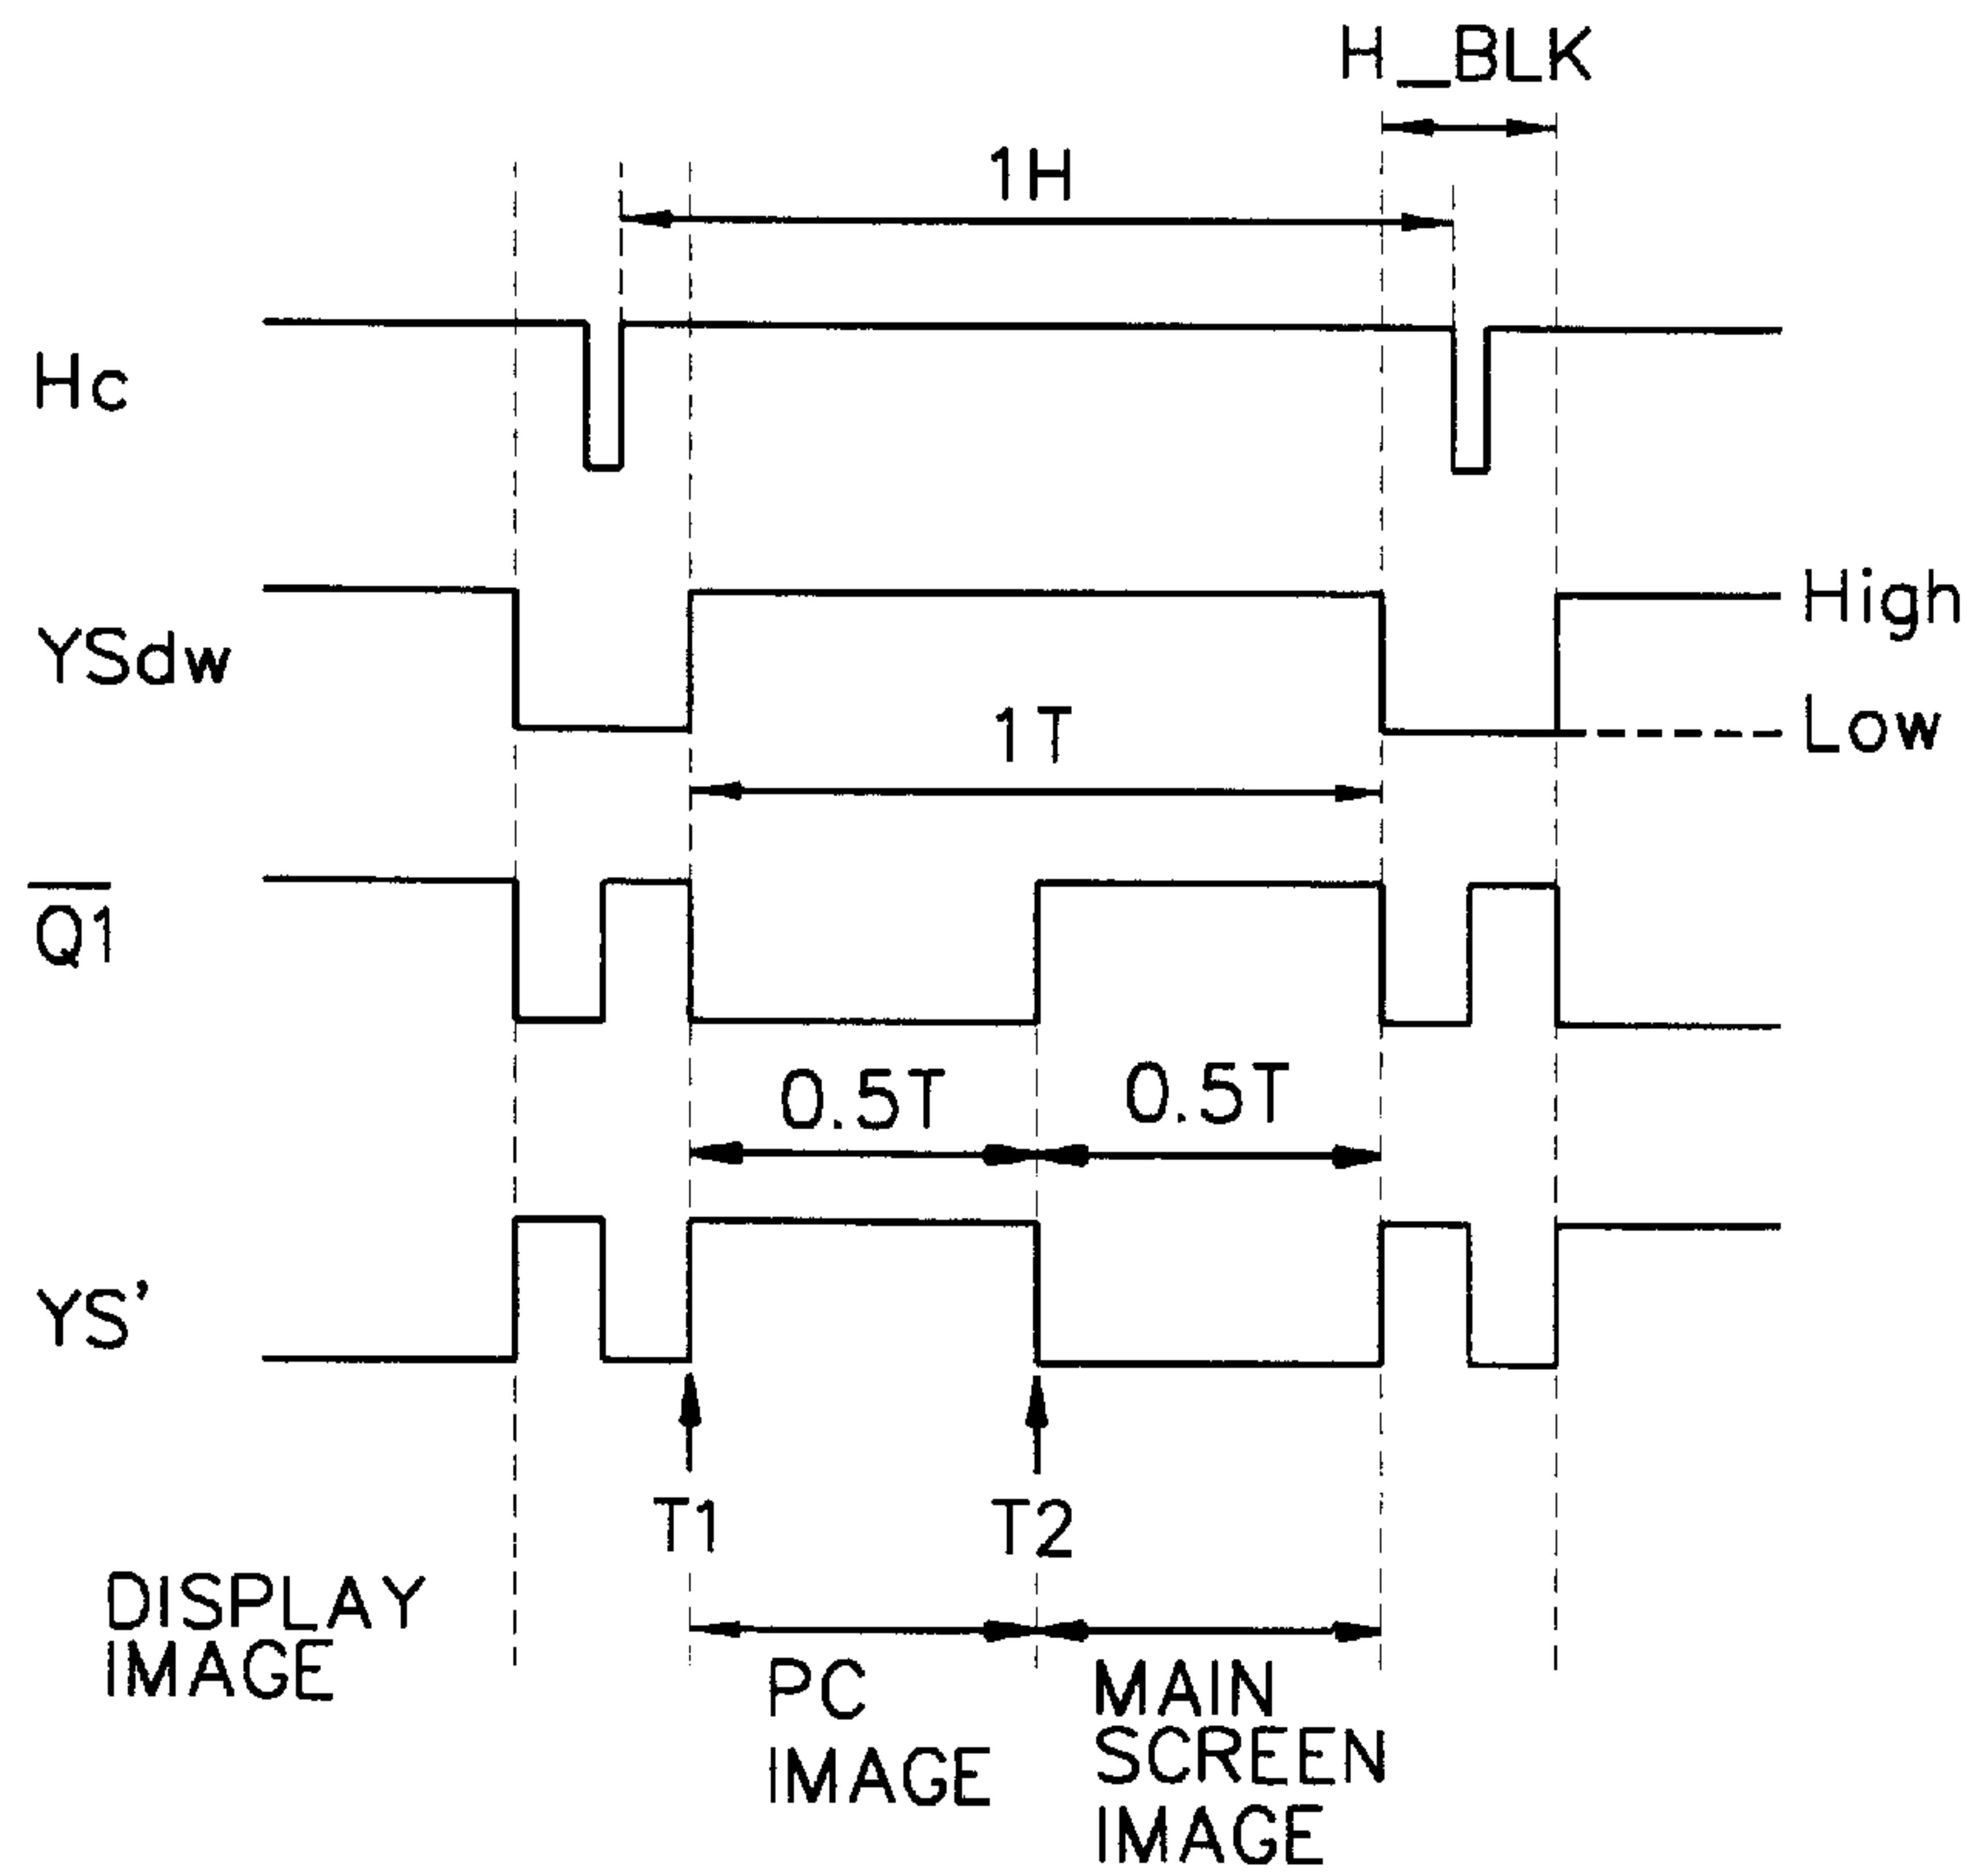 H_BLK
1H
Hc
High
YSdw
Low
1T
Q1
0.5T 0.5T
YS'
T1 T2
DISPLAY
IMAGE
PC
IMAGE
MAIN
SCREEN
IMAGE